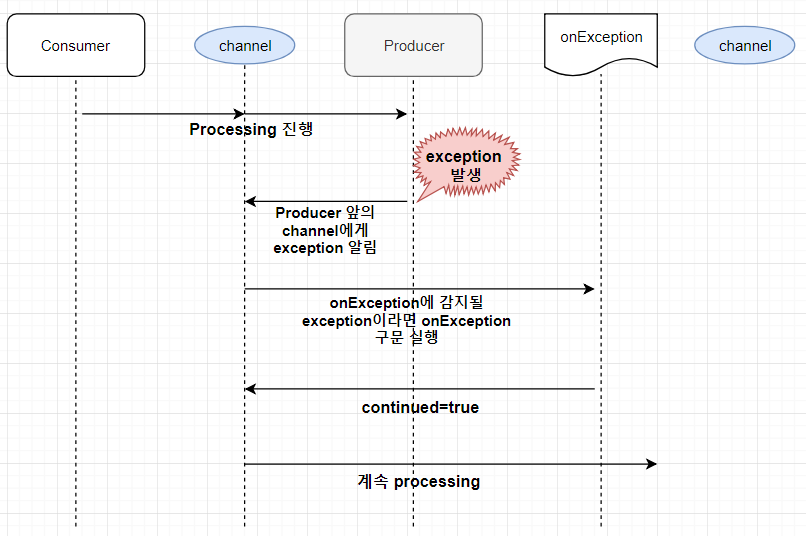 Consumer
channel
Producer
onException
channel
Processing 진행
exception
발생
Producer 앞의
channel에게
exception 알림
onException에 감지될
exception이라면 onException
구문 실행
continued=true
계속 processing